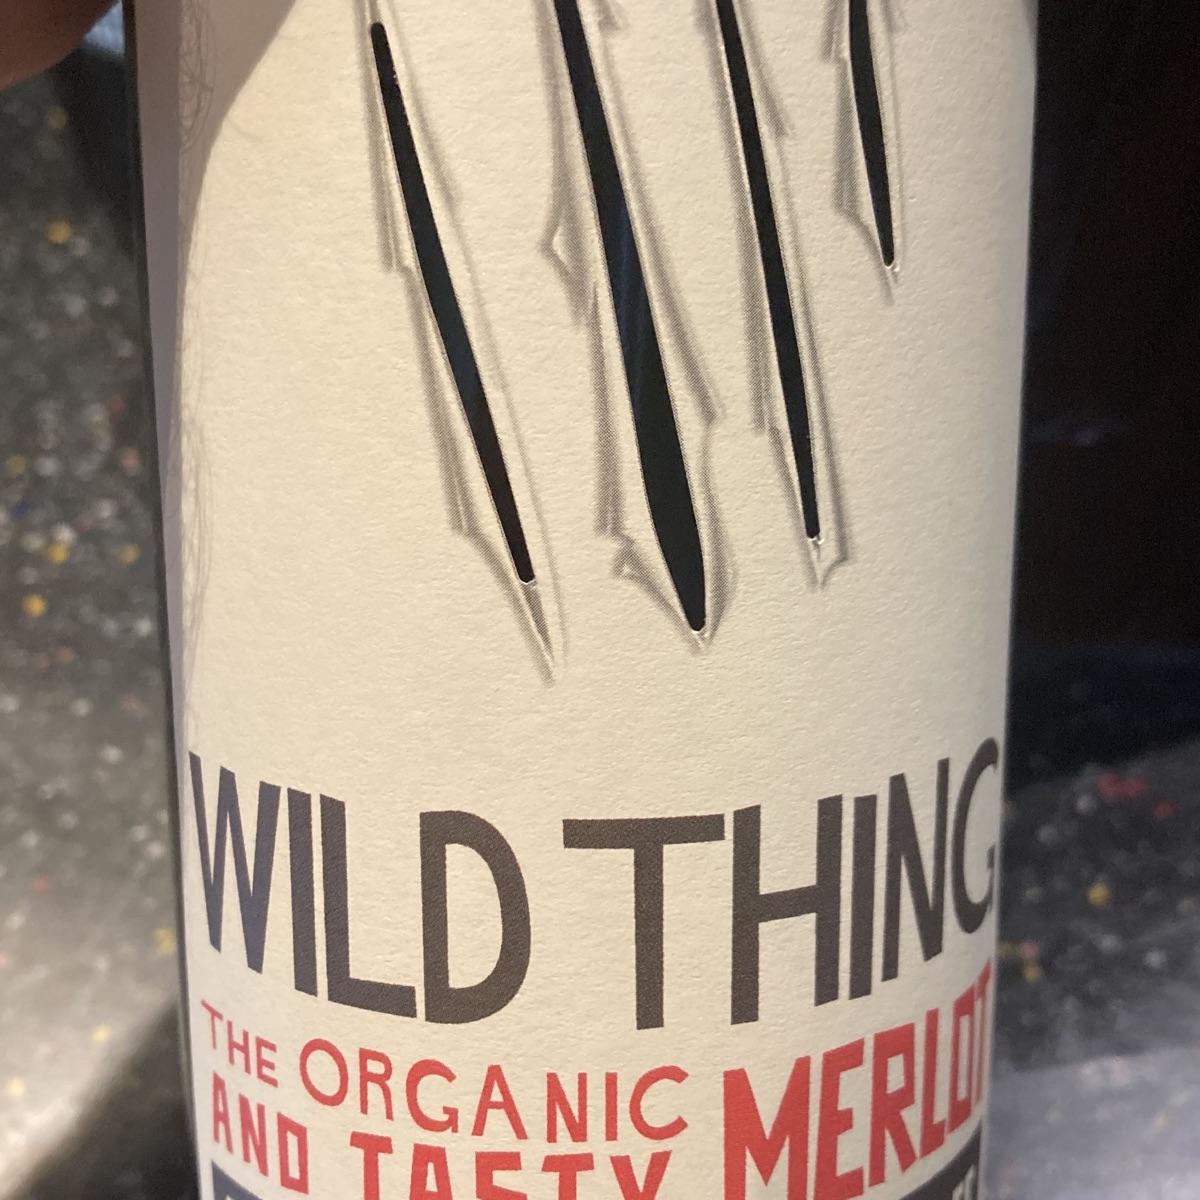 WILD THING
THE ORGANIC MERLOT
AND TASTY